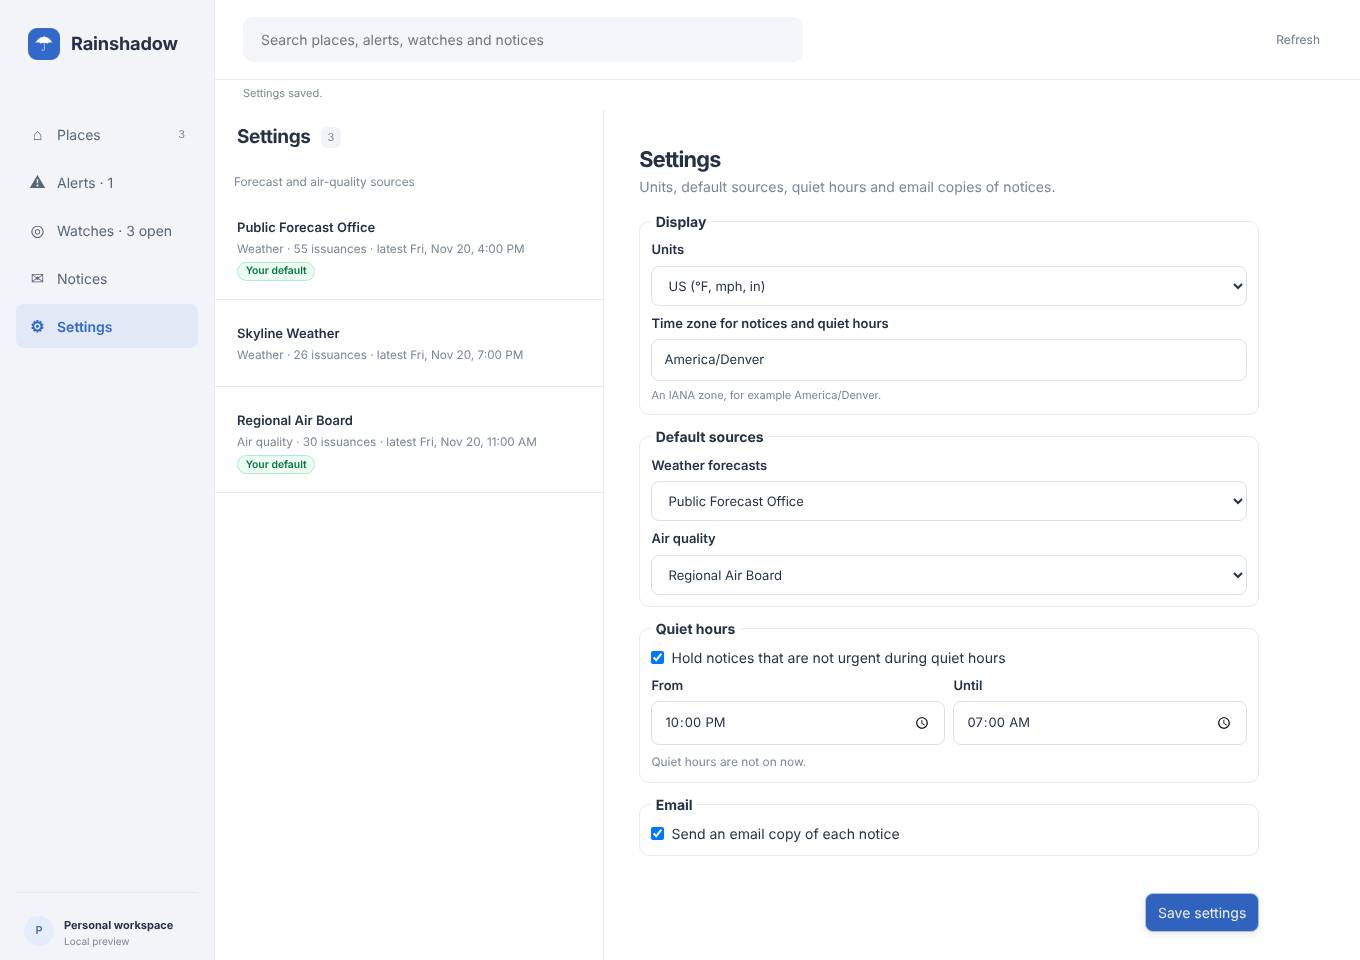 Rainshadow
Places 3
Alerts · 1
Watches · 3 open
Notices
Settings
P
Personal workspace
Local preview
Search places, alerts, watches and notices
Refresh
Settings saved.
Settings 3
Forecast and air-quality sources
Public Forecast Office
Weather · 55 issuances · latest Fri, Nov 20, 4:00 PM
Your default
Skyline Weather
Weather · 26 issuances · latest Fri, Nov 20, 7:00 PM
Regional Air Board
Air quality · 30 issuances · latest Fri, Nov 20, 11:00 AM
Your default
Settings
Units, default sources, quiet hours and email copies of notices.
Display
Units
US (°F, mph, in)
Time zone for notices and quiet hours
America/Denver
An IANA zone, for example America/Denver.
Default sources
Weather forecasts
Public Forecast Office
Air quality
Regional Air Board
Quiet hours
Hold notices that are not urgent during quiet hours
From Until
10:00 PM 07:00 AM
Quiet hours are not on now.
Email
Send an email copy of each notice
Save settings